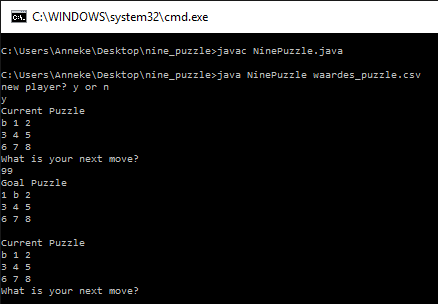 C:\WINDOWS\system32\cmd.exe
C:\Users\Anneke\Desktop\nine_puzzle>javac NinePuzzle.java
C:\Users\Anneke\Desktop\nine_puzzle>java NinePuzzle waardes_puzzle.csv
new player? y or n
y
Current Puzzle
b 1 2
3 4 5
6 7 8
What is your next move?
99
Goal Puzzle
1 b 2
3 4 5
6 7 8
Current Puzzle
b 1 2
3 4 5
6 7 8
What is your next move?